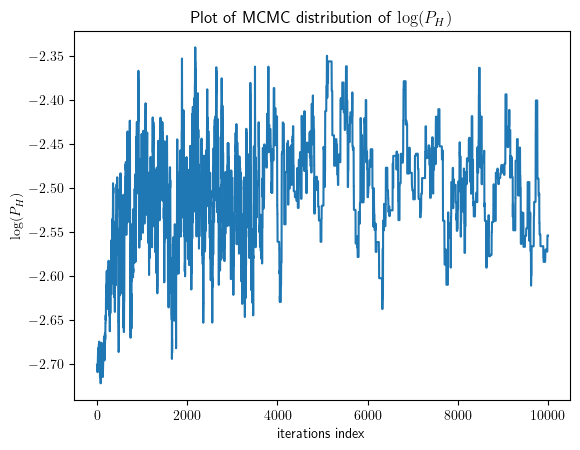 Plot of MCMC distribution of log(P_H)
log(P_H)
−2.35
−2.40
−2.45
−2.50
−2.55
−2.60
−2.65
−2.70
0 2000 4000 6000 8000 10000
iterations index